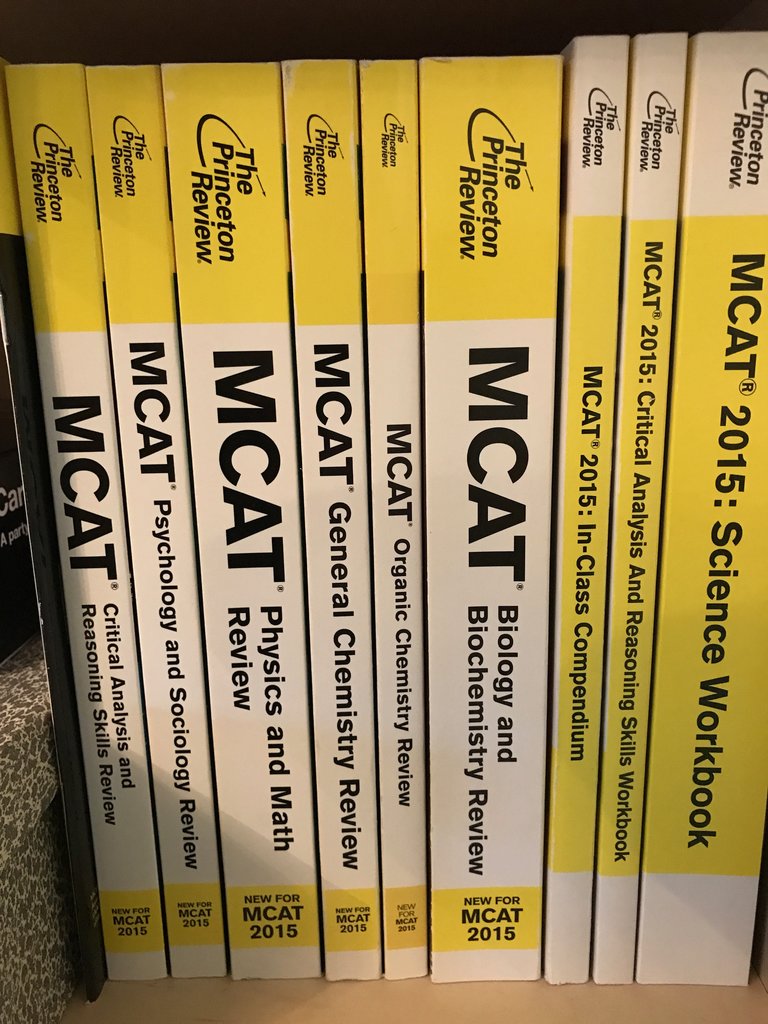 Car
A party
The
Princeton
Review.
MCAT® Critical Analysis and
Reasoning Skills Review
NEW FOR
MCAT
2015
The
Princeton
Review.
MCAT® Psychology and Sociology Review
NEW FOR
MCAT
2015
The
Princeton
Review.
MCAT® Physics and Math
Review
NEW FOR
MCAT
2015
The
Princeton
Review.
MCAT® General Chemistry Review
NEW FOR
MCAT
2015
The
Princeton
Review.
MCAT® Organic Chemistry Review
NEW
FOR
MCAT
2015
The
Princeton
Review.
MCAT® Biology and
Biochemistry Review
NEW FOR
MCAT
2015
The
Princeton
Review.
MCAT® 2015: In-Class Compendium
The
Princeton
Review.
MCAT® 2015: Critical Analysis And Reasoning Skills Workbook
Princeton
Review.
MCAT® 2015: Science Workbook